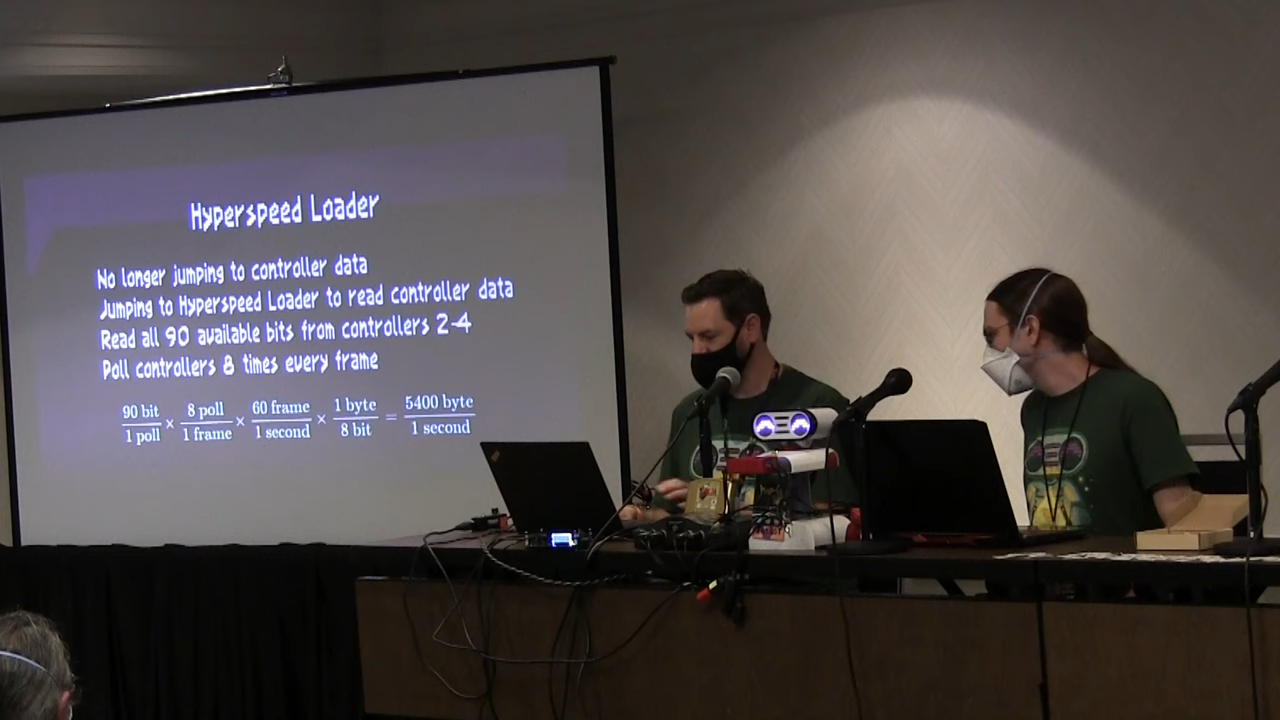 Hyperspeed Loader
No longer jumping to controller data
Jumping to Hyperspeed Loader to read controller data
Read all 90 available bits from controllers 2-4
Poll controllers 8 times every frame
90 bit / 1 poll × 8 poll / 1 frame × 60 frame / 1 second × 1 byte / 8 bit = 5400 byte / 1 second